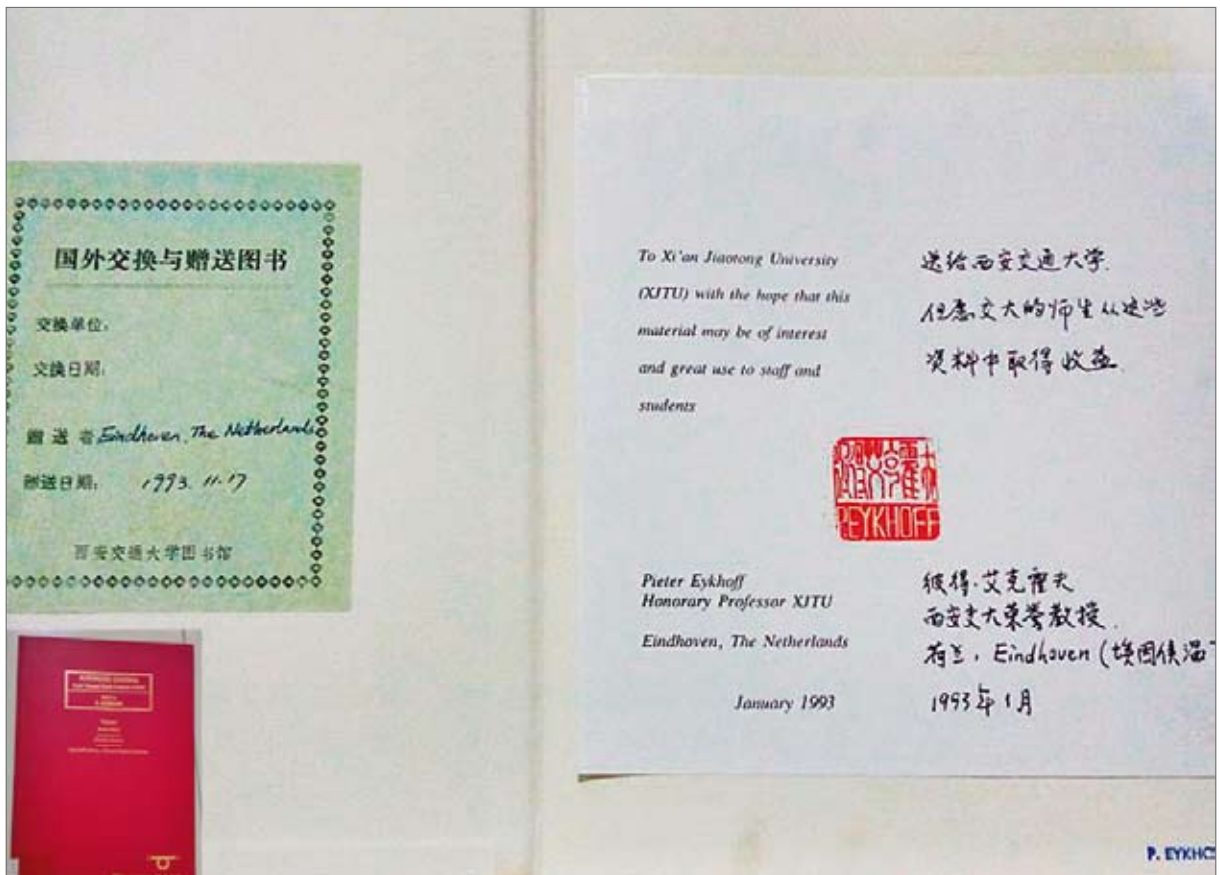 国外交换与赠送图书
交换单位:
交换日期:
赠送者 Eindhoven, The Netherlands
赠送日期: 1993. 11.17
西安交通大学图书馆
To Xi'an Jiaotong University
(XJTU) with the hope that this
material may be of interest
and great use to staff and
students
送给西安交通大学.
但愿交大的师生从这些
资料中取得收益.
P.EYKHOFF
Pieter Eykhoff
Honorary Professor XJTU
Eindhoven, The Netherlands
January 1993
彼得·艾克霍夫
西安交大荣誉教授.
荷兰, Eindhoven (埃因侯温
1993年1月
P. EYKHO